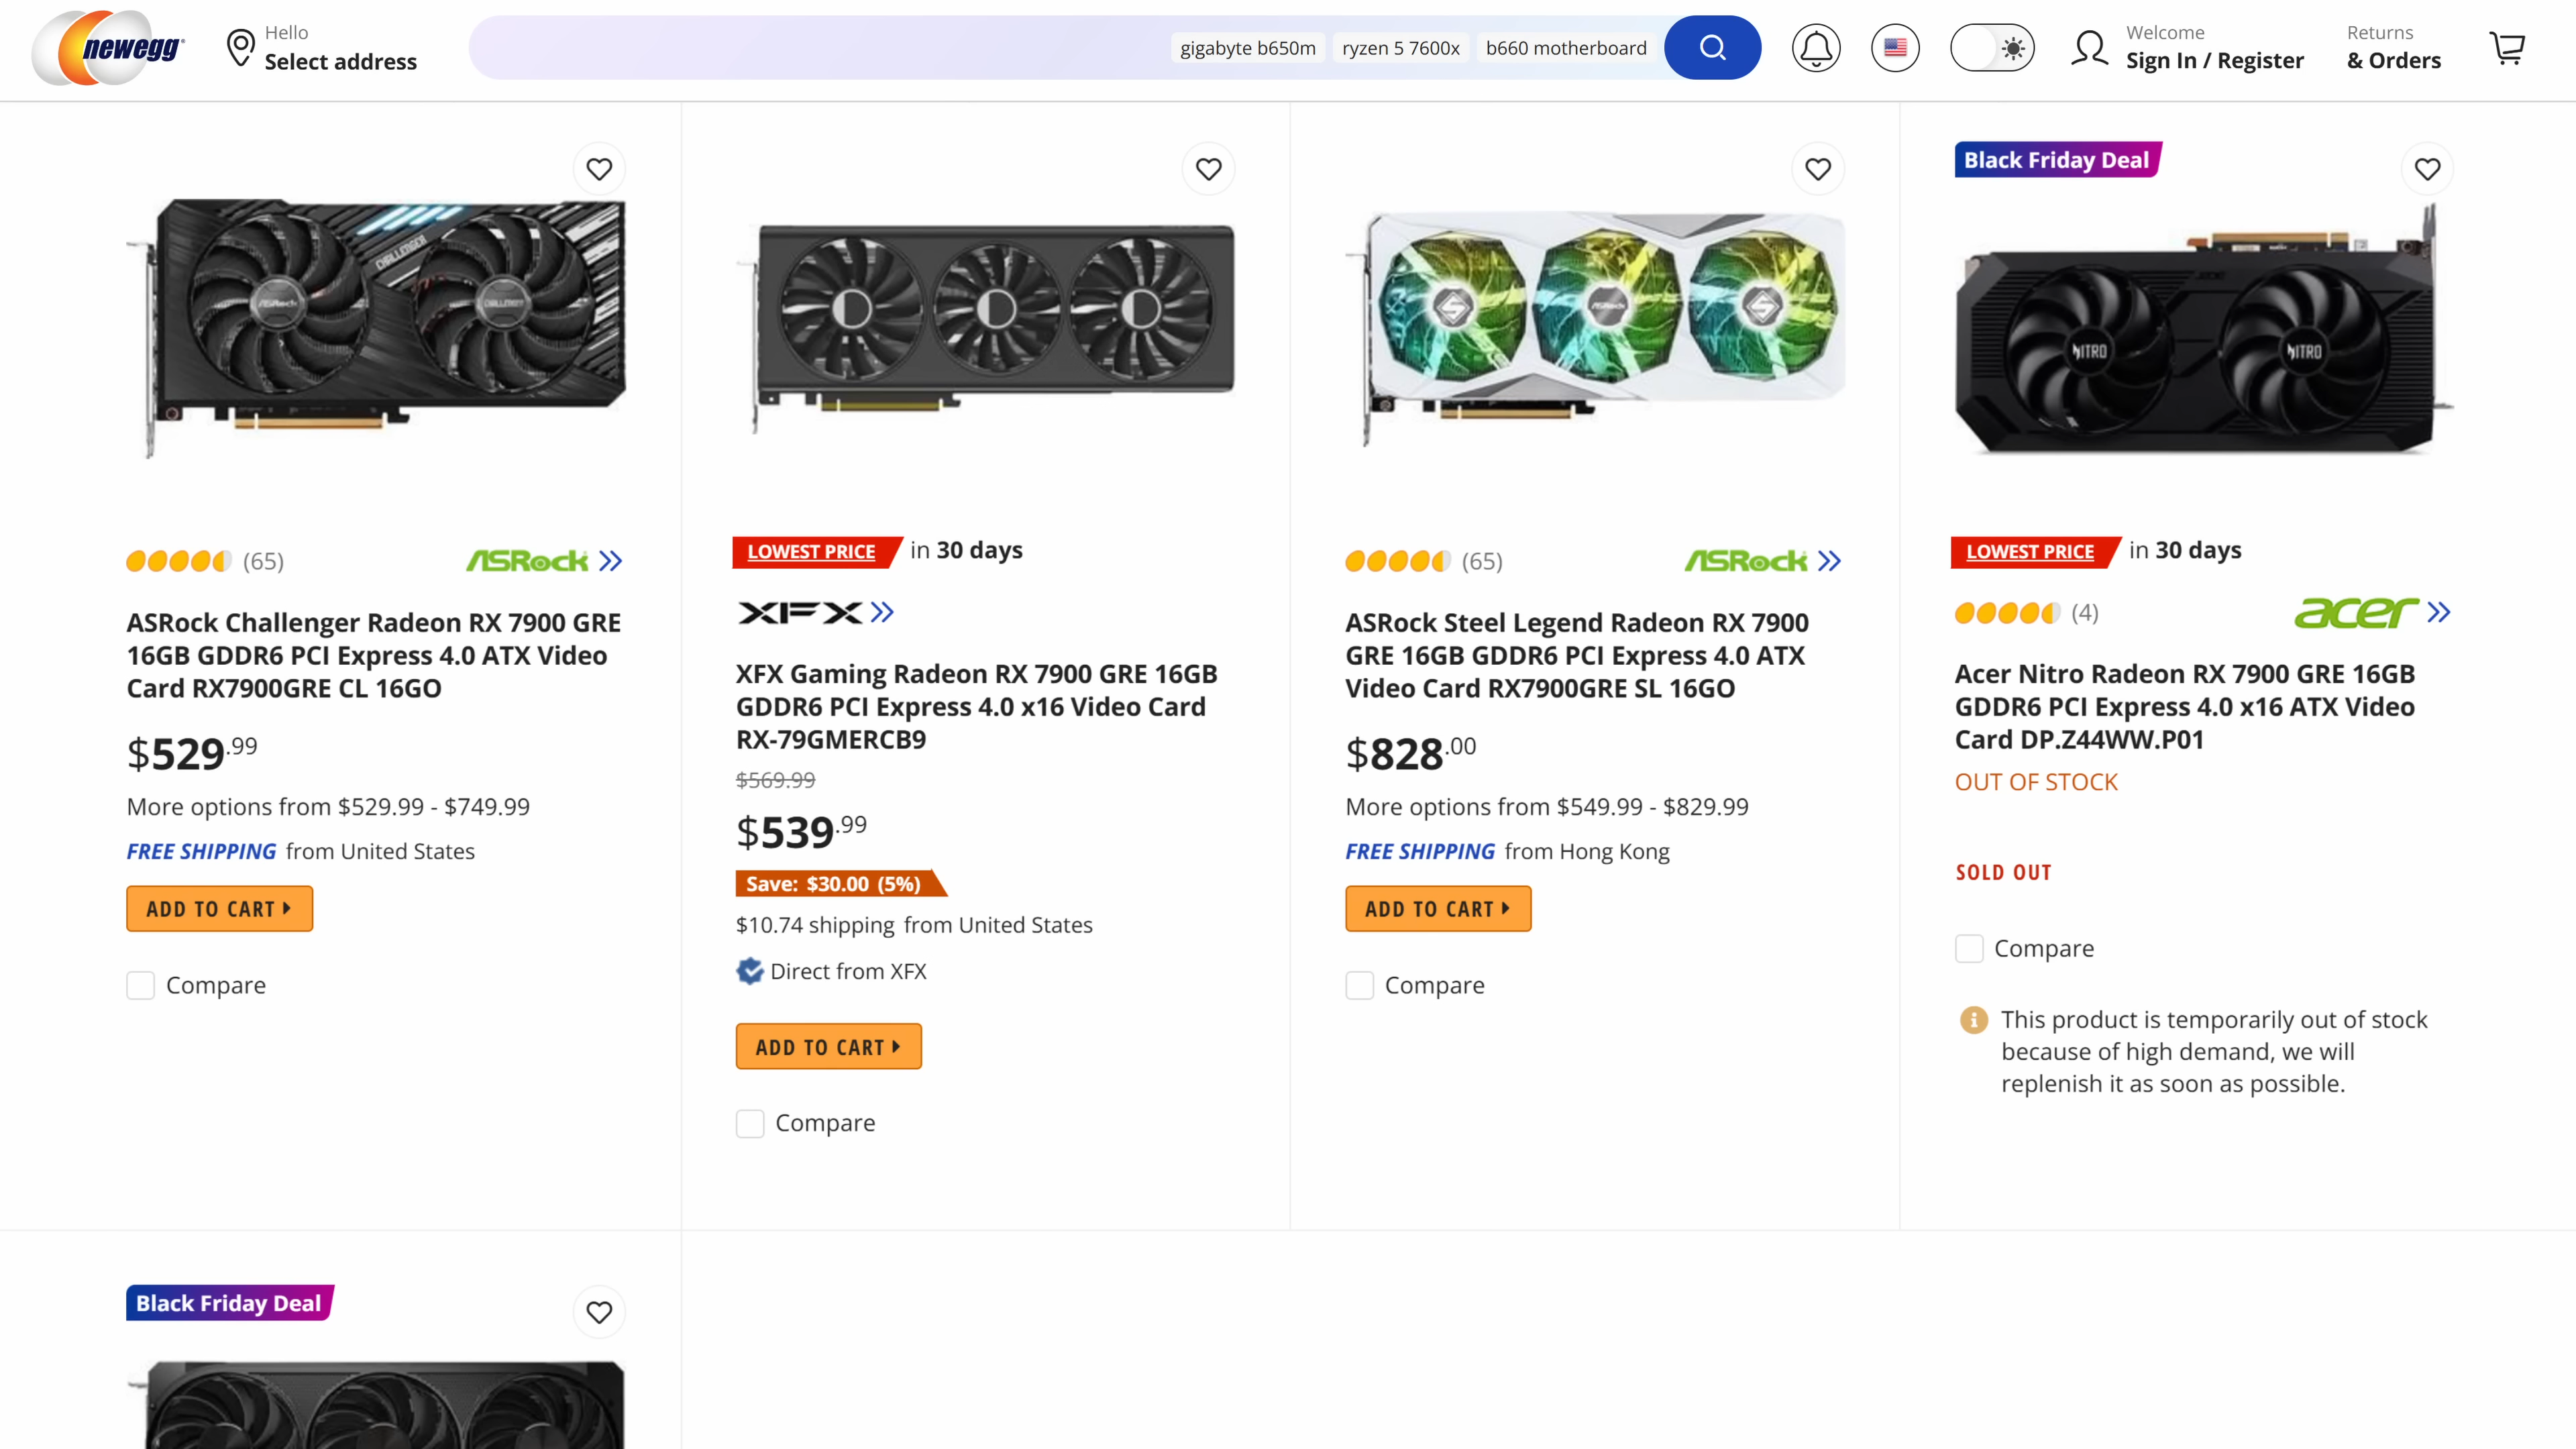 newegg
Hello
Select address
gigabyte b650m
ryzen 5 7600x
b660 motherboard
Welcome
Sign In / Register
Returns
& Orders
CHALLENGER
ASRock
CHALLENGER
ASRock
Black Friday Deal
NITRO
NITRO
(65)
ASRock
ASRock Challenger Radeon RX 7900 GRE
16GB GDDR6 PCI Express 4.0 ATX Video
Card RX7900GRE CL 16GO
$529.99
More options from $529.99 - $749.99
FREE SHIPPING from United States
ADD TO CART
Compare
LOWEST PRICE in 30 days
XFX
XFX Gaming Radeon RX 7900 GRE 16GB
GDDR6 PCI Express 4.0 x16 Video Card
RX-79GMERCB9
$569.99
$539.99
Save: $30.00 (5%)
$10.74 shipping from United States
Direct from XFX
ADD TO CART
Compare
(65)
ASRock
ASRock Steel Legend Radeon RX 7900
GRE 16GB GDDR6 PCI Express 4.0 ATX
Video Card RX7900GRE SL 16GO
$828.00
More options from $549.99 - $829.99
FREE SHIPPING from Hong Kong
ADD TO CART
Compare
LOWEST PRICE in 30 days
(4)
acer
Acer Nitro Radeon RX 7900 GRE 16GB
GDDR6 PCI Express 4.0 x16 ATX Video
Card DP.Z44WW.P01
OUT OF STOCK
SOLD OUT
Compare
This product is temporarily out of stock
because of high demand, we will
replenish it as soon as possible.
Black Friday Deal